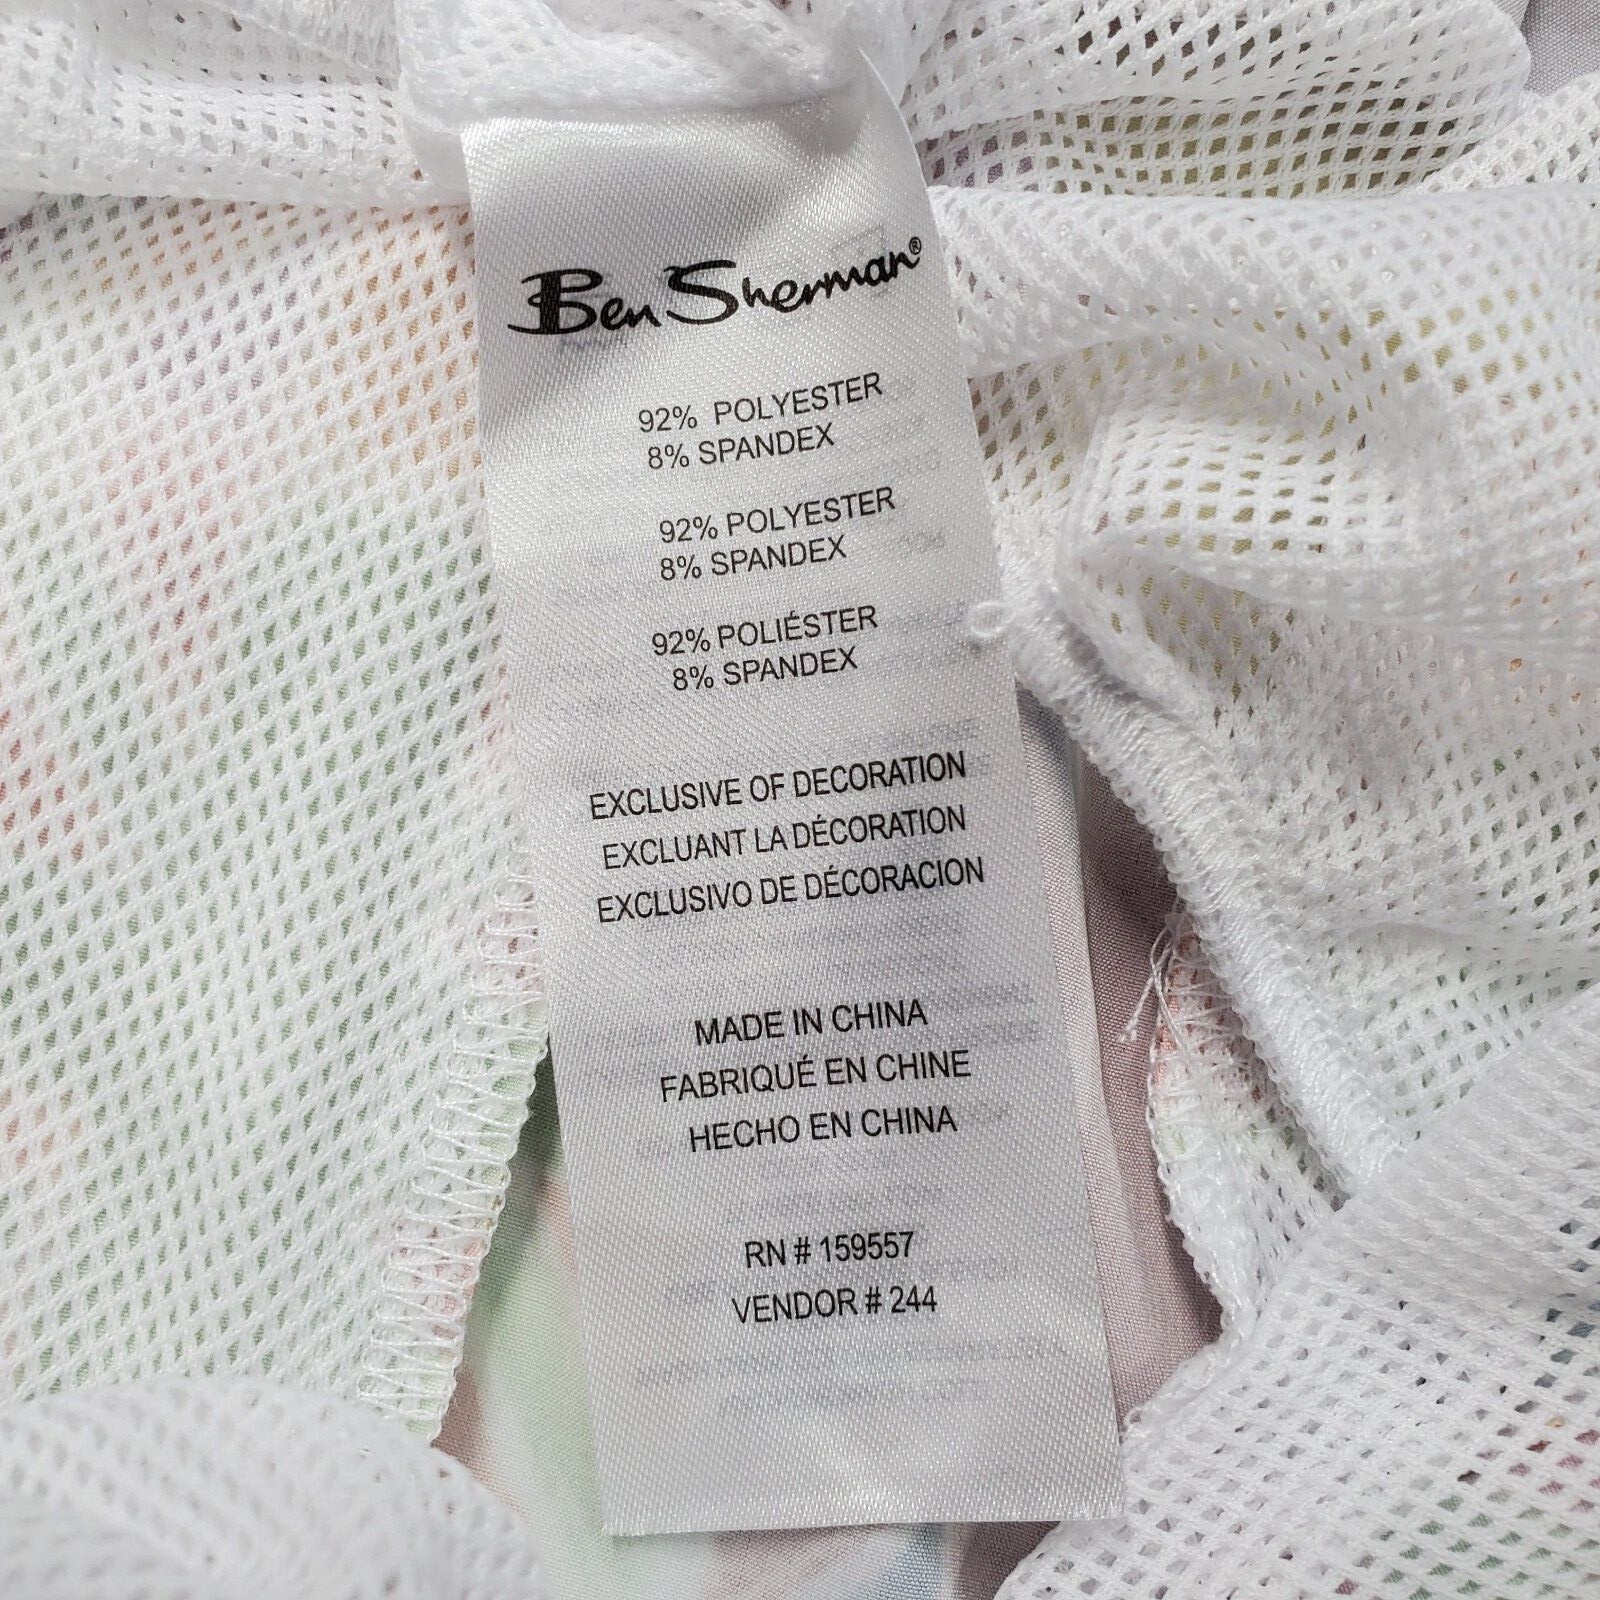 Ben Sherman®
92% POLYESTER
8% SPANDEX
92% POLYESTER
8% SPANDEX
92% POLIÉSTER
8% SPANDEX
EXCLUSIVE OF DECORATION
EXCLUANT LA DÉCORATION
EXCLUSIVO DE DÉCORACION
MADE IN CHINA
FABRIQUÉ EN CHINE
HECHO EN CHINA
RN # 159557
VENDOR # 244